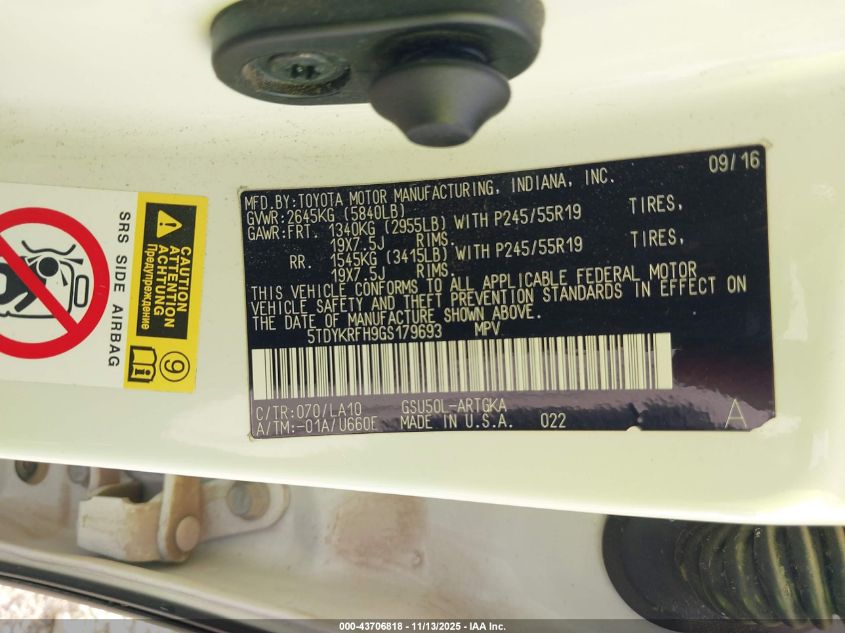 09/16
MFD.BY:TOYOTA MOTOR MANUFACTURING, INDIANA, INC.
GVWR:2645KG (5840LB)
GAWR:FRT. 1340KG (2955LB) WITH P245/55R19 TIRES,
19X7.5J RIMS.
RR. 1545KG (3415LB) WITH P245/55R19 TIRES,
19X7.5J RIMS.
THIS VEHICLE CONFORMS TO ALL APPLICABLE FEDERAL MOTOR
VEHICLE SAFETY AND THEFT PREVENTION STANDARDS IN EFFECT ON
THE DATE OF MANUFACTURE SHOWN ABOVE.
5TDYKRFH9GS179693 MPV
C/TR:070/LA10 GSU50L-ARTGKA
A/TM:-01A/U660E MADE IN U.S.A. 022 A
SRS SIDE AIRBAG
CAUTION
ATTENTION
ACHTUNG
Предупреждение
9
000-43706818 - 11/13/2025 - IAA Inc.